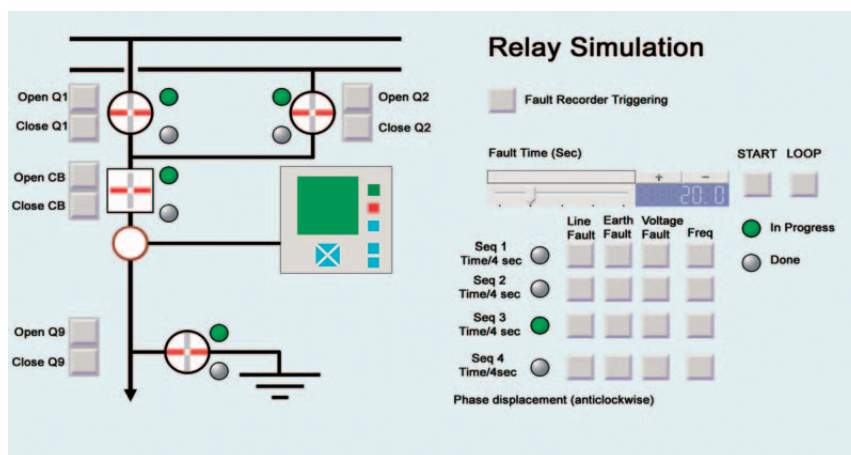 Relay Simulation
Open Q1
Close Q1
Open Q2
Close Q2
Fault Recorder Triggering
Open CB
Close CB
Fault Time (Sec)
+ -
20.0
START LOOP
Line Fault
Earth Fault
Voltage Fault
Freq
In Progress
Done
Seq 1
Time/4 sec
Seq 2
Time/4 sec
Seq 3
Time/4 sec
Seq 4
Time/4sec
Open Q9
Close Q9
Phase displacement (anticlockwise)